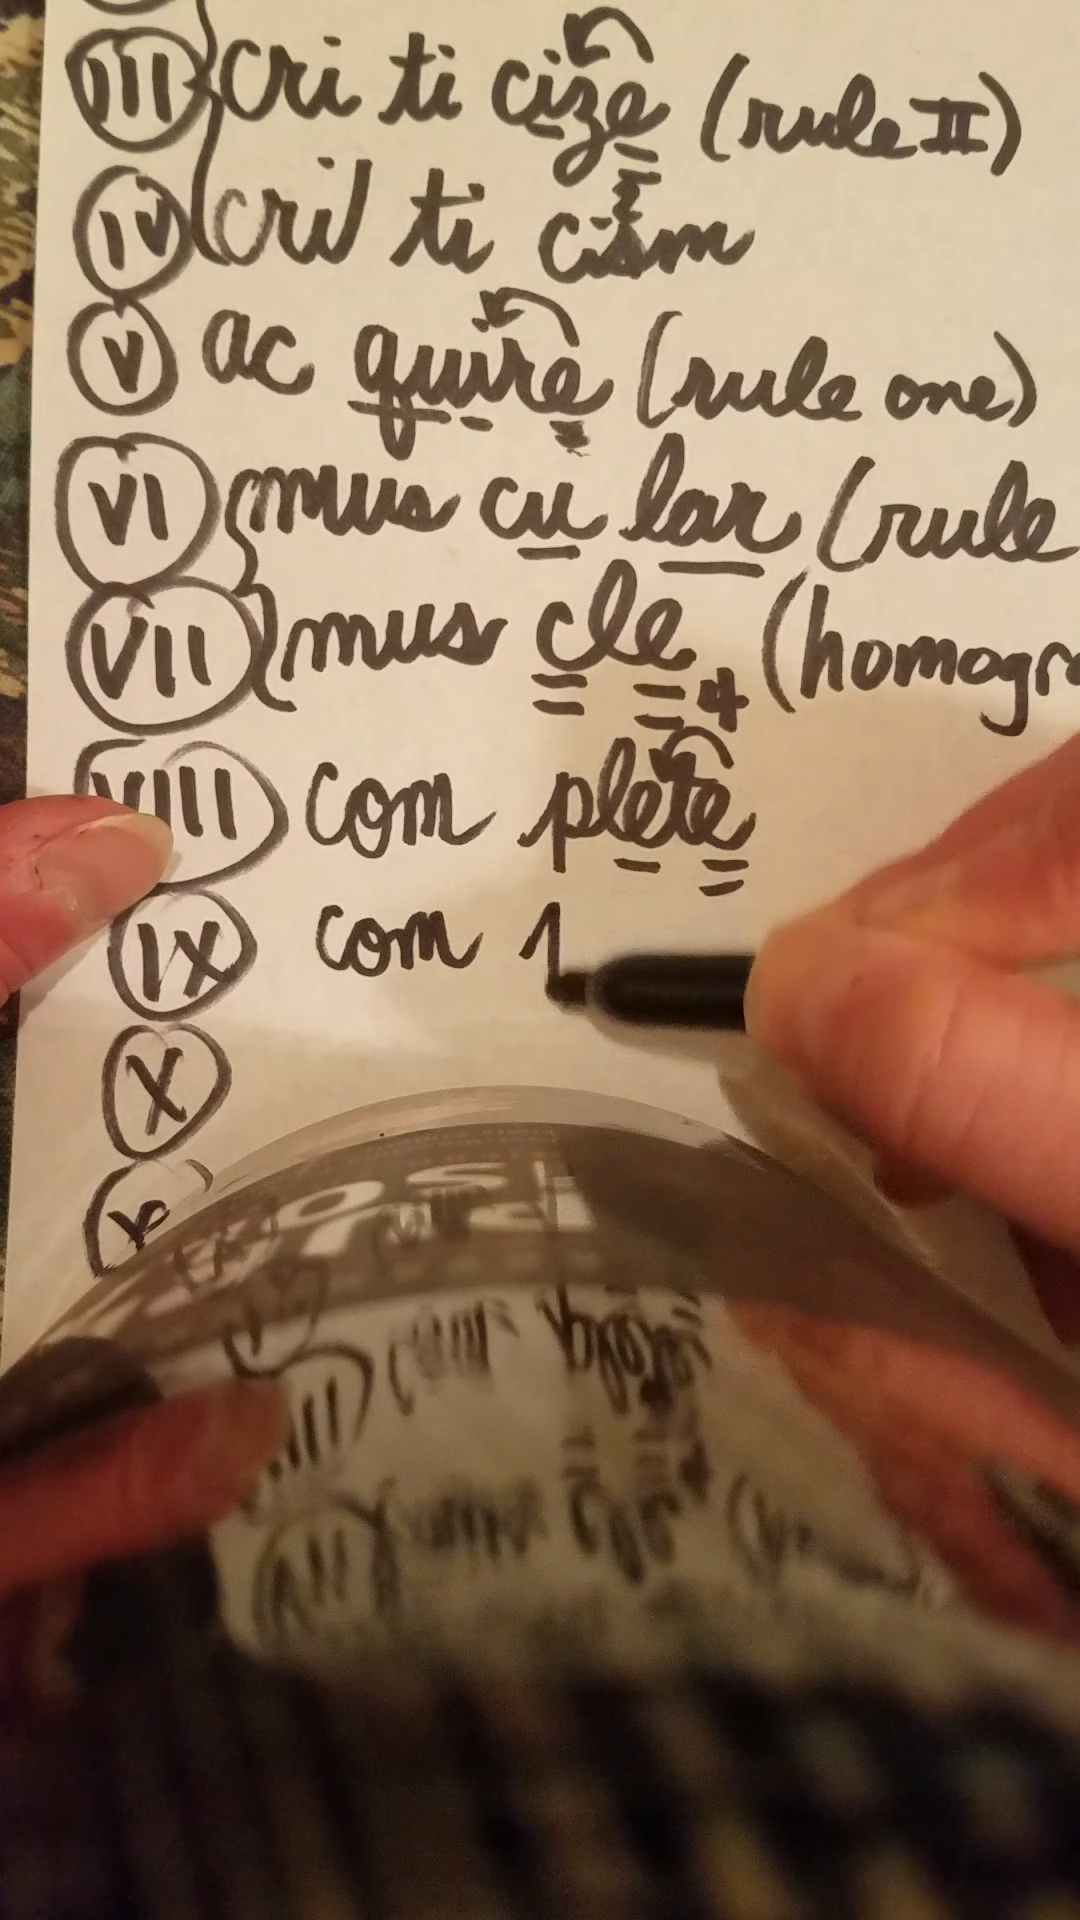 III cri ti cize (rule II)
IV cri ti cism
V ac quire (rule one)
VI mus cu lar (rule
VII mus cle 4 (homogr
VIII com plete
IX com
X